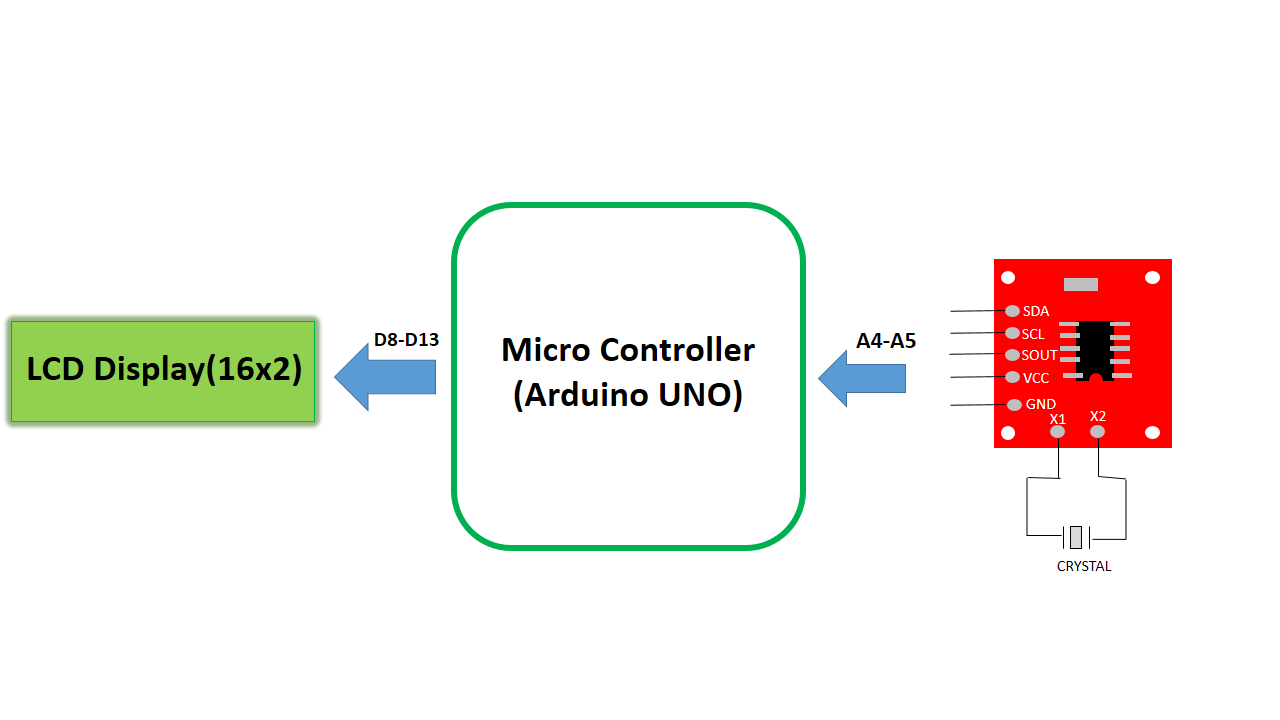 LCD Display(16x2)
D8-D13
Micro Controller
(Arduino UNO)
A4-A5
SDA
SCL
SOUT
VCC
GND
X1
X2
CRYSTAL